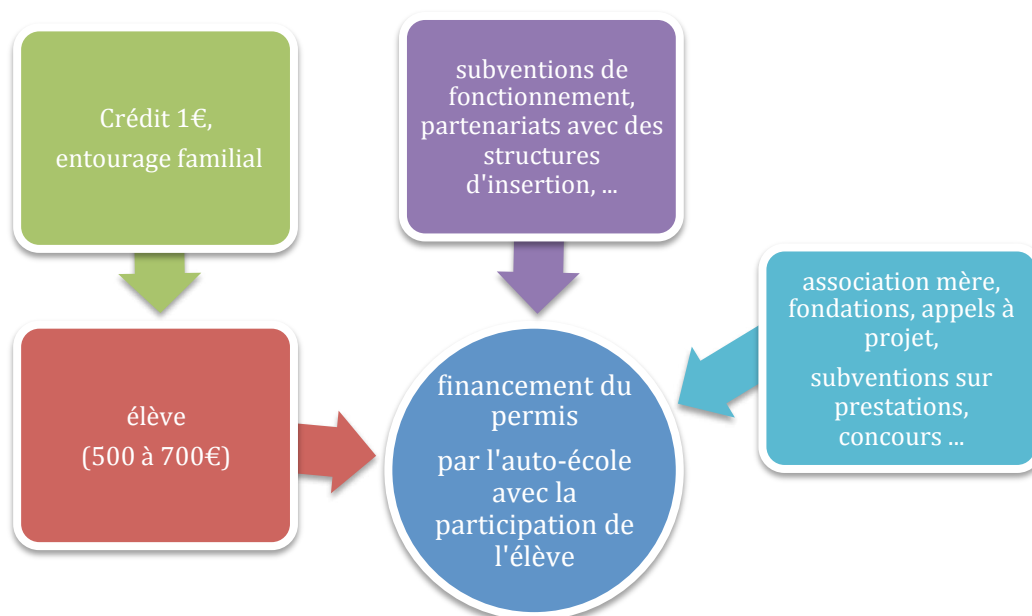 Crédit 1€,
entourage familial
subventions de
fonctionnement,
partenariats avec des
structures
d'insertion, ...
association mère,
fondations, appels à
projet,
subventions sur
prestations,
concours ...
élève
(500 à 700€)
financement du
permis
par l'auto-école
avec la
participation de
l'élève